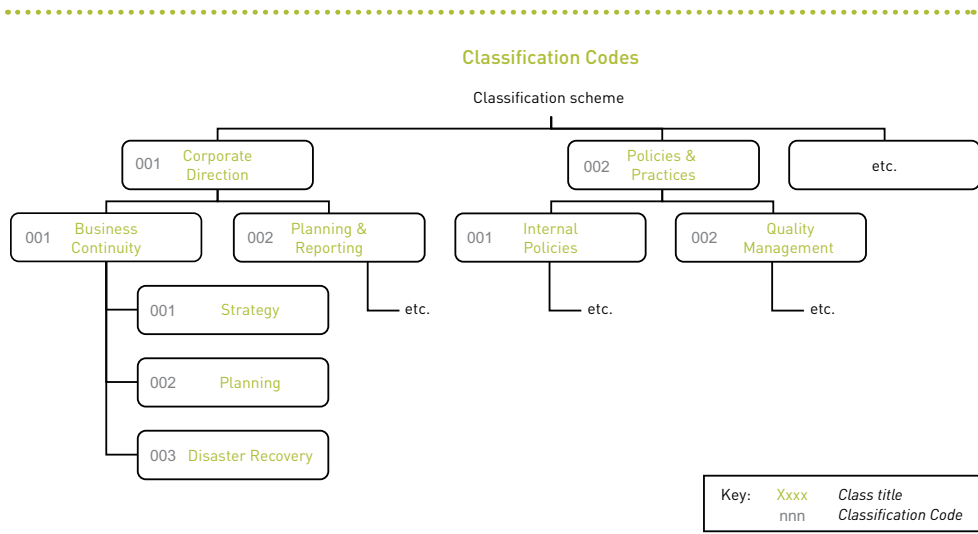 Classification Codes
Classification scheme
001 Corporate
Direction
002 Policies &
Practices
etc.
001 Business
Continuity
002 Planning &
Reporting
001 Internal
Policies
002 Quality
Management
001 Strategy
etc.
etc.
etc.
002 Planning
003 Disaster Recovery
Key: Xxxx Class title
nnn Classification Code